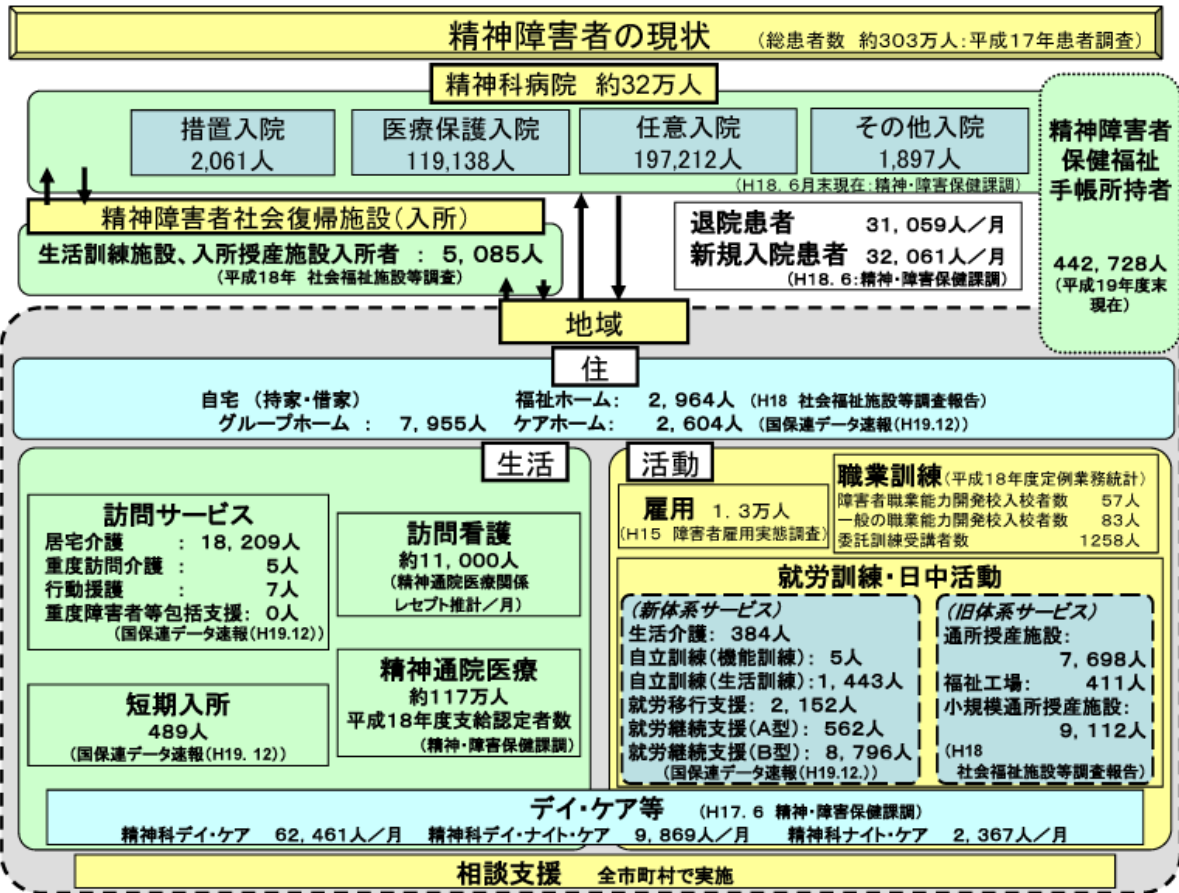 精神障害者の現状 (総患者数 約303万人:平成17年患者調査)
精神科病院 約32万人
措置入院
2,061人
医療保護入院
119,138人
任意入院
197,212人
その他入院
1,897人
(H18. 6月末現在:精神・障害保健課調)
精神障害者
保健福祉
手帳所持者
442,728人
(平成19年度末
現在)
精神障害者社会復帰施設(入所)
生活訓練施設、入所授産施設入所者 : 5,085人
(平成18年 社会福祉施設等調査)
退院患者 31,059人/月
新規入院患者 32,061人/月
(H18. 6:精神・障害保健課調)
地域
住
自宅 (持家・借家) 福祉ホーム: 2,964人 (H18 社会福祉施設等調査報告)
グループホーム : 7,955人 ケアホーム: 2,604人 (国保連データ速報(H19.12))
生活
訪問サービス
居宅介護 : 18,209人
重度訪問介護 : 5人
行動援護 : 7人
重度障害者等包括支援: 0人
(国保連データ速報(H19.12))
訪問看護
約11,000人
(精神通院医療関係
レセプト推計/月)
短期入所
489人
(国保連データ速報(H19. 12))
精神通院医療
約117万人
平成18年度支給認定者数
(精神・障害保健課調)
活動
雇用 1. 3万人
(H15 障害者雇用実態調査)
職業訓練(平成18年度定例業務統計)
障害者職業能力開発校入校者数 57人
一般の職業能力開発校入校者数 83人
委託訓練受講者数 1258人
就労訓練・日中活動
(新体系サービス)
生活介護: 384人
自立訓練(機能訓練): 5人
自立訓練(生活訓練):1,443人
就労移行支援: 2,152人
就労継続支援(A型): 562人
就労継続支援(B型): 8,796人
(国保連データ速報(H19.12.))
(旧体系サービス)
通所授産施設:
7,698人
福祉工場: 411人
小規模通所授産施設:
9,112人
(H18
社会福祉施設等調査報告)
デイ・ケア等 (H17. 6 精神・障害保健課調)
精神科デイ・ケア 62,461人/月 精神科デイ・ナイト・ケア 9,869人/月 精神科ナイト・ケア 2,367人/月
相談支援 全市町村で実施